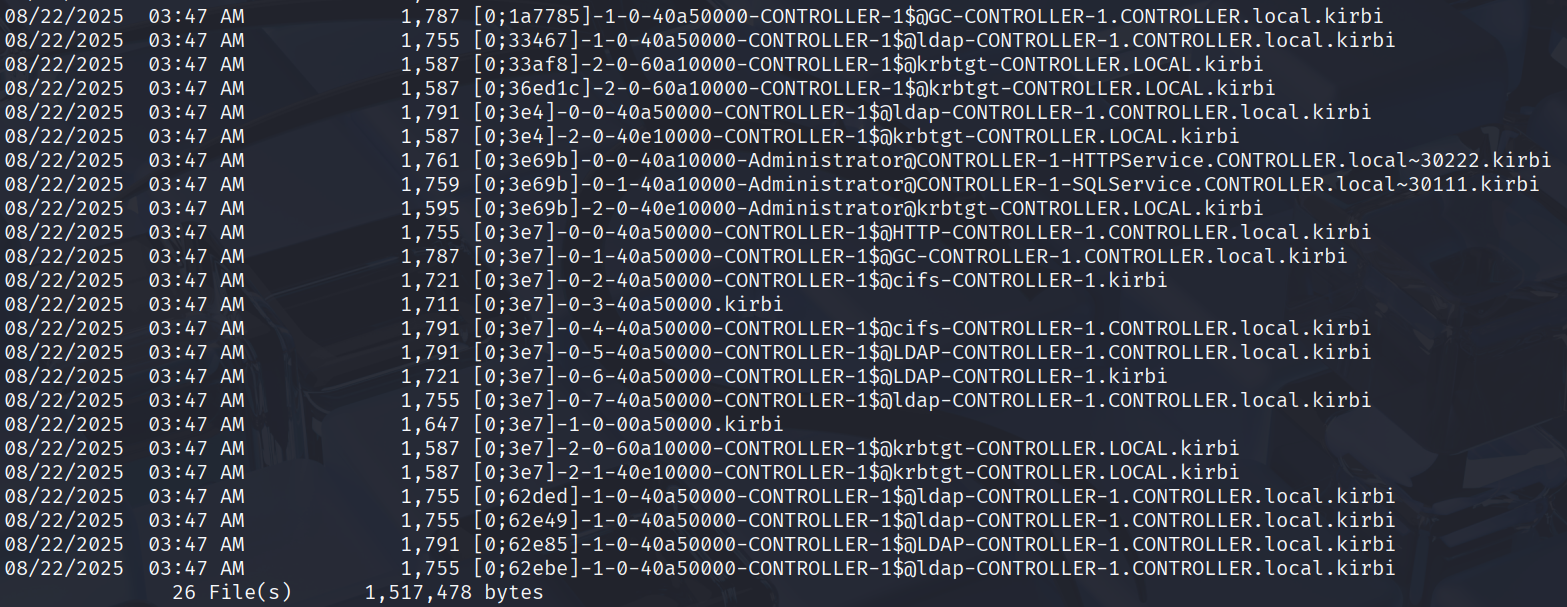 08/22/2025  03:47 AM             1,787 [0;1a7785]-1-0-40a50000-CONTROLLER-1$@GC-CONTROLLER-1.CONTROLLER.local.kirbi
08/22/2025  03:47 AM             1,755 [0;33467]-1-0-40a50000-CONTROLLER-1$@ldap-CONTROLLER-1.CONTROLLER.local.kirbi
08/22/2025  03:47 AM             1,587 [0;33af8]-2-0-60a10000-CONTROLLER-1$@krbtgt-CONTROLLER.LOCAL.kirbi
08/22/2025  03:47 AM             1,587 [0;36ed1c]-2-0-60a10000-CONTROLLER-1$@krbtgt-CONTROLLER.LOCAL.kirbi
08/22/2025  03:47 AM             1,791 [0;3e4]-0-0-40a50000-CONTROLLER-1$@ldap-CONTROLLER-1.CONTROLLER.local.kirbi
08/22/2025  03:47 AM             1,587 [0;3e4]-2-0-40e10000-CONTROLLER-1$@krbtgt-CONTROLLER.LOCAL.kirbi
08/22/2025  03:47 AM             1,761 [0;3e69b]-0-0-40a10000-Administrator@CONTROLLER-1-HTTPService.CONTROLLER.local~30222.kirbi
08/22/2025  03:47 AM             1,759 [0;3e69b]-0-1-40a10000-Administrator@CONTROLLER-1-SQLService.CONTROLLER.local~30111.kirbi
08/22/2025  03:47 AM             1,595 [0;3e69b]-2-0-40e10000-Administrator@krbtgt-CONTROLLER.LOCAL.kirbi
08/22/2025  03:47 AM             1,755 [0;3e7]-0-0-40a50000-CONTROLLER-1$@HTTP-CONTROLLER-1.CONTROLLER.local.kirbi
08/22/2025  03:47 AM             1,787 [0;3e7]-0-1-40a50000-CONTROLLER-1$@GC-CONTROLLER-1.CONTROLLER.local.kirbi
08/22/2025  03:47 AM             1,721 [0;3e7]-0-2-40a50000-CONTROLLER-1$@cifs-CONTROLLER-1.kirbi
08/22/2025  03:47 AM             1,711 [0;3e7]-0-3-40a50000.kirbi
08/22/2025  03:47 AM             1,791 [0;3e7]-0-4-40a50000-CONTROLLER-1$@cifs-CONTROLLER-1.CONTROLLER.local.kirbi
08/22/2025  03:47 AM             1,791 [0;3e7]-0-5-40a50000-CONTROLLER-1$@LDAP-CONTROLLER-1.CONTROLLER.local.kirbi
08/22/2025  03:47 AM             1,721 [0;3e7]-0-6-40a50000-CONTROLLER-1$@LDAP-CONTROLLER-1.kirbi
08/22/2025  03:47 AM             1,755 [0;3e7]-0-7-40a50000-CONTROLLER-1$@ldap-CONTROLLER-1.CONTROLLER.local.kirbi
08/22/2025  03:47 AM             1,647 [0;3e7]-1-0-00a50000.kirbi
08/22/2025  03:47 AM             1,587 [0;3e7]-2-0-60a10000-CONTROLLER-1$@krbtgt-CONTROLLER.LOCAL.kirbi
08/22/2025  03:47 AM             1,587 [0;3e7]-2-1-40e10000-CONTROLLER-1$@krbtgt-CONTROLLER.LOCAL.kirbi
08/22/2025  03:47 AM             1,755 [0;62ded]-1-0-40a50000-CONTROLLER-1$@ldap-CONTROLLER-1.CONTROLLER.local.kirbi
08/22/2025  03:47 AM             1,755 [0;62e49]-1-0-40a50000-CONTROLLER-1$@ldap-CONTROLLER-1.CONTROLLER.local.kirbi
08/22/2025  03:47 AM             1,791 [0;62e85]-1-0-40a50000-CONTROLLER-1$@LDAP-CONTROLLER-1.CONTROLLER.local.kirbi
08/22/2025  03:47 AM             1,755 [0;62ebe]-1-0-40a50000-CONTROLLER-1$@ldap-CONTROLLER-1.CONTROLLER.local.kirbi
              26 File(s)      1,517,478 bytes